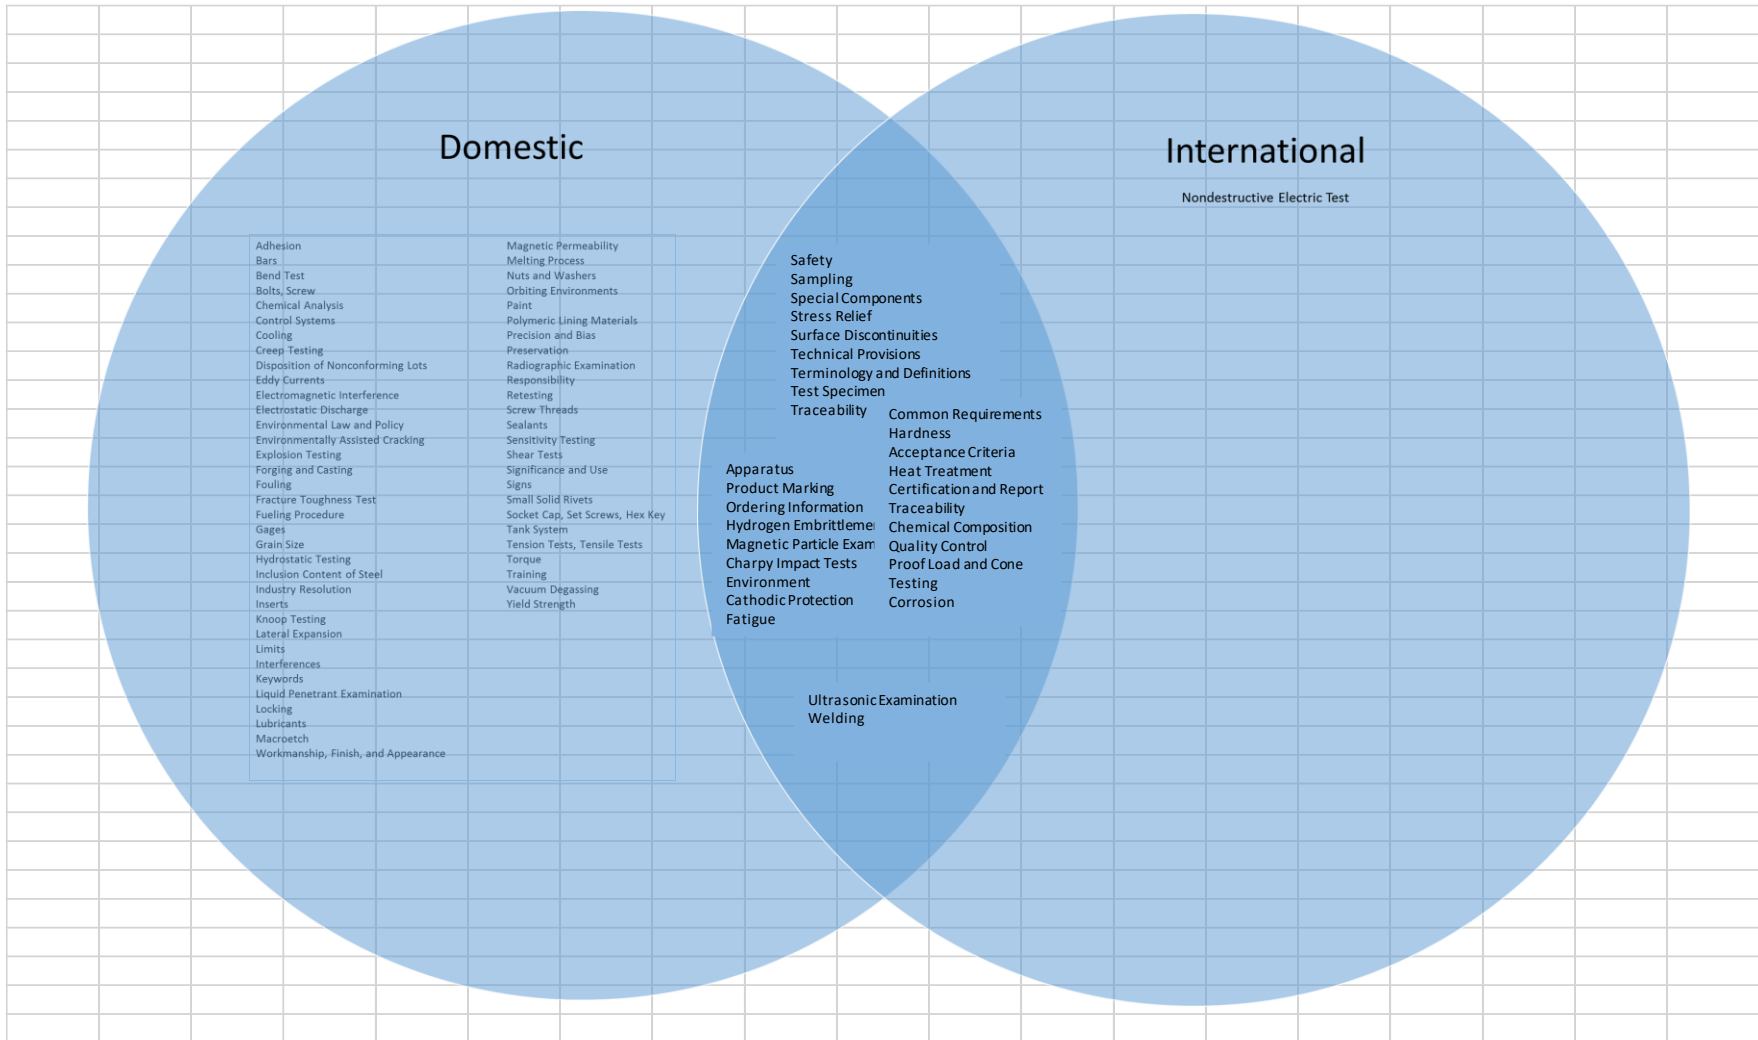 Domestic
Adhesion
Bars
Bend Test
Bolts, Screw
Chemical Analysis
Control Systems
Cooling
Creep Testing
Disposition of Nonconforming Lots
Eddy Currents
Electromagnetic Interference
Electrostatic Discharge
Environmental Law and Policy
Environmentally Assisted Cracking
Explosion Testing
Forging and Casting
Fouling
Fracture Toughness Test
Fueling Procedure
Gages
Grain Size
Hydrostatic Testing
Inclusion Content of Steel
Industry Resolution
Inserts
Knoop Testing
Lateral Expansion
Limits
Interferences
Keywords
Liquid Penetrant Examination
Locking
Lubricants
Macroetch
Workmanship, Finish, and Appearance
Magnetic Permeability
Melting Process
Nuts and Washers
Orbiting Environments
Paint
Polymeric Lining Materials
Precision and Bias
Preservation
Radiographic Examination
Responsibility
Retesting
Screw Threads
Sealants
Sensitivity Testing
Shear Tests
Significance and Use
Signs
Small Solid Rivets
Socket Cap, Set Screws, Hex Key
Tank System
Tension Tests, Tensile Tests
Torque
Training
Vacuum Degassing
Yield Strength
Safety
Sampling
Special Components
Stress Relief
Surface Discontinuities
Technical Provisions
Terminology and Definitions
Test Specimen
Traceability
Apparatus
Product Marking
Ordering Information
Hydrogen Embrittleme
Magnetic Particle Exam
Charpy Impact Tests
Environment
Cathodic Protection
Fatigue
Common Requirements
Hardness
Acceptance Criteria
Heat Treatment
Certification and Report
Traceability
Chemical Composition
Quality Control
Proof Load and Cone
Testing
Corrosion
Ultrasonic Examination
Welding
International
Nondestructive Electric Test